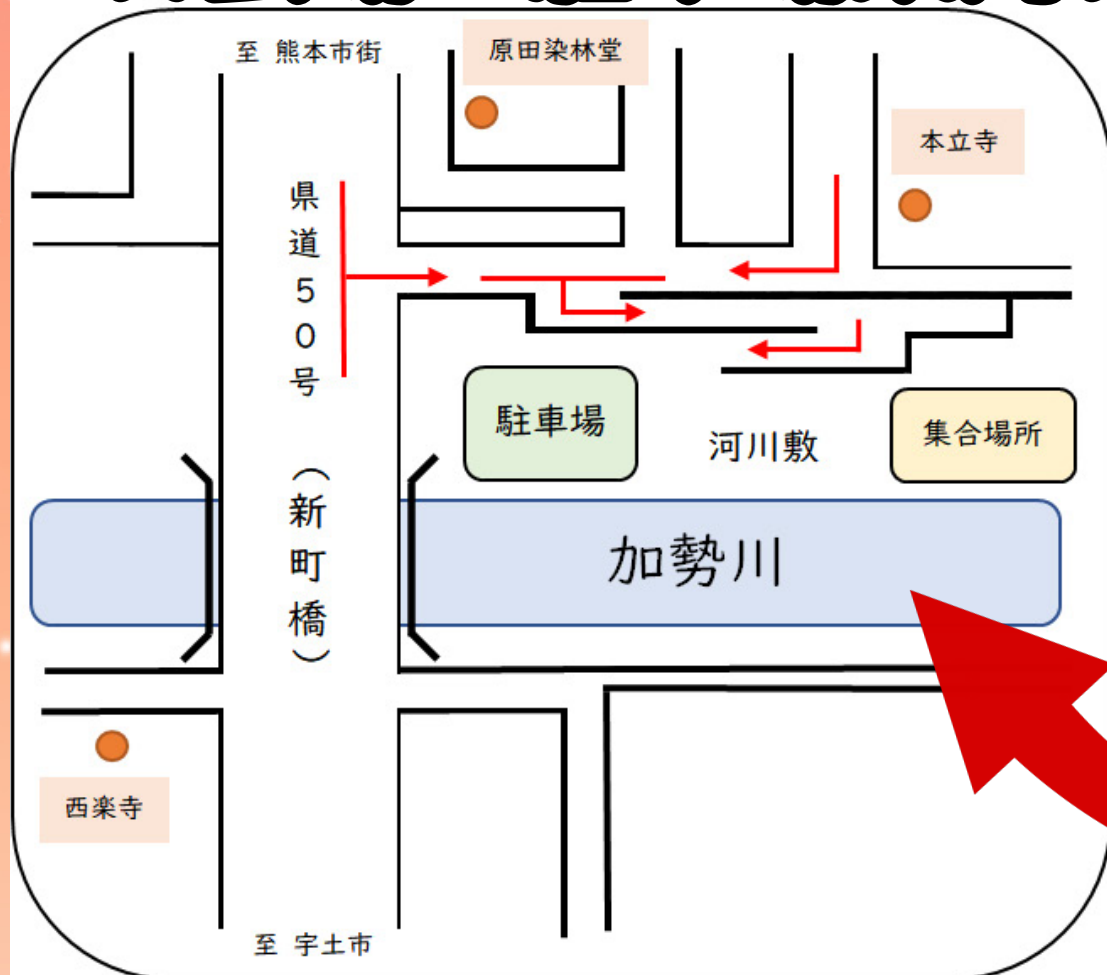 至 熊本市街
原田染林堂
本立寺
県道50号
(新町橋)
駐車場
河川敷
集合場所
加勢川
西楽寺
至 宇土市